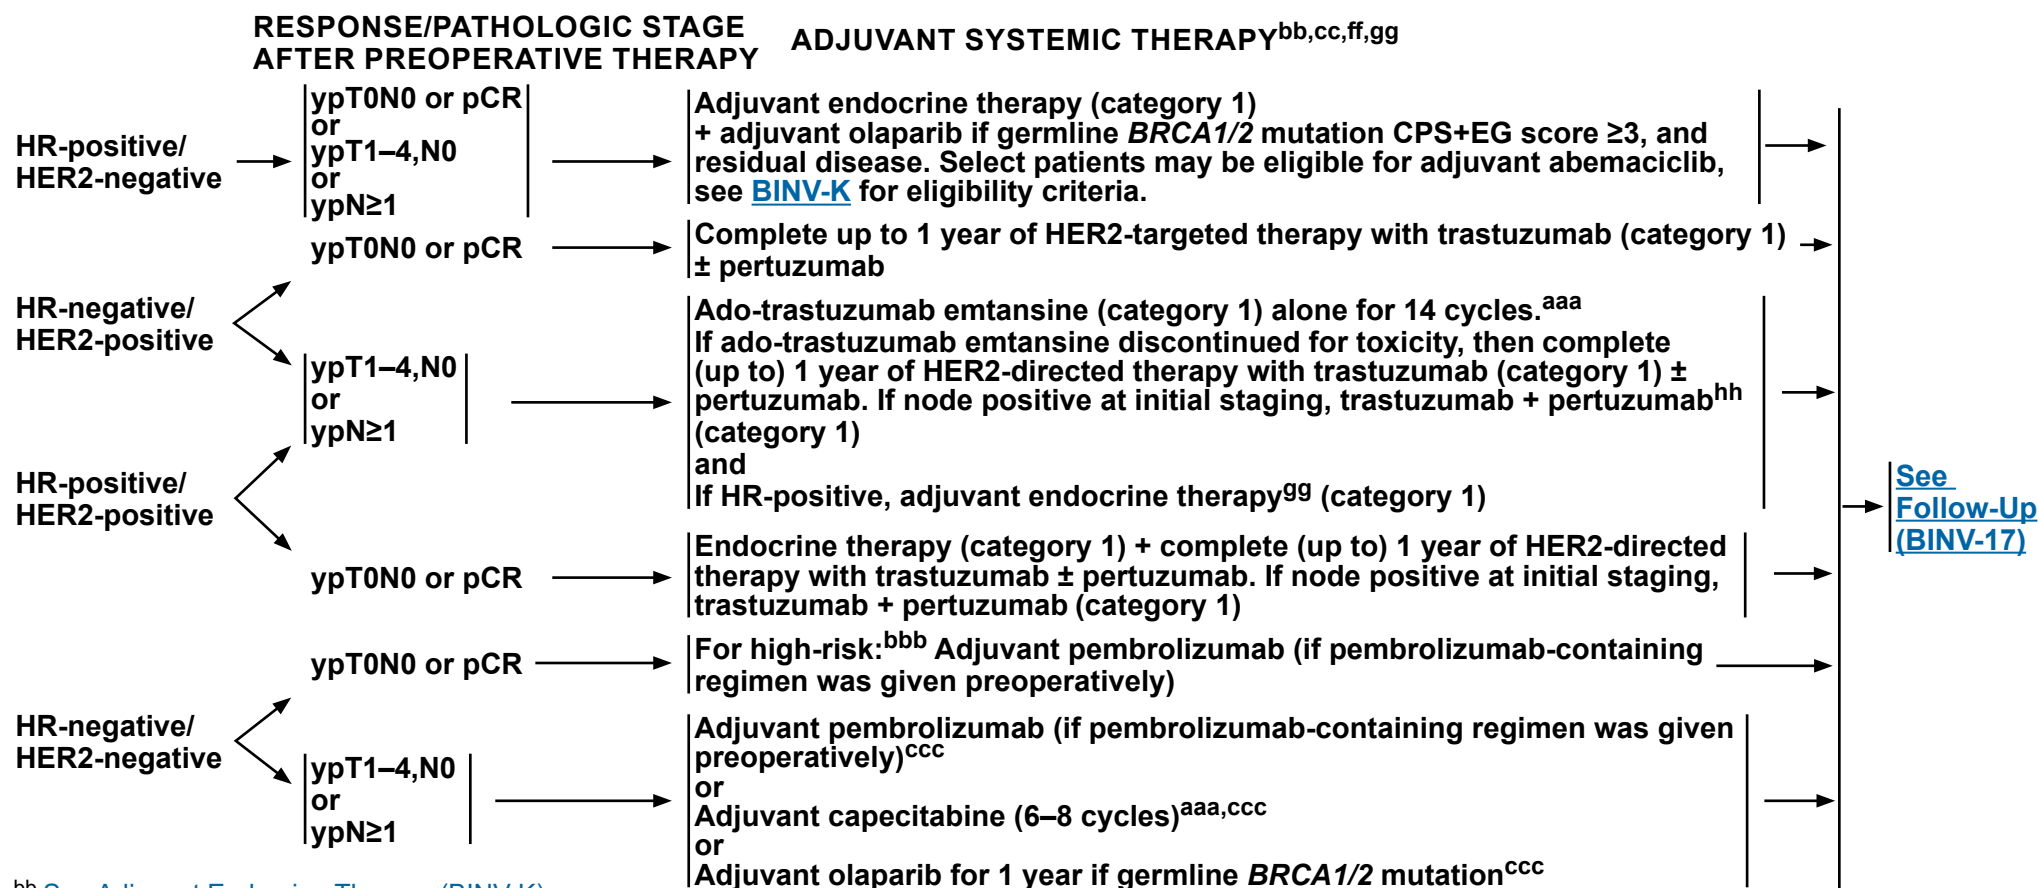 RESPONSE/PATHOLOGIC STAGE
AFTER PREOPERATIVE THERAPY
ADJUVANT SYSTEMIC THERAPYbb,cc,ff,gg
HR-positive/
HER2-negative
ypT0N0 or pCR
or
ypT1–4,N0
or
ypN≥1
Adjuvant endocrine therapy (category 1)
+ adjuvant olaparib if germline BRCA1/2 mutation CPS+EG score ≥3, and
residual disease. Select patients may be eligible for adjuvant abemaciclib,
see BINV-K for eligibility criteria.
HR-negative/
HER2-positive
ypT0N0 or pCR
Complete up to 1 year of HER2-targeted therapy with trastuzumab (category 1)
± pertuzumab
ypT1–4,N0
or
ypN≥1
Ado-trastuzumab emtansine (category 1) alone for 14 cycles.aaa
If ado-trastuzumab emtansine discontinued for toxicity, then complete
(up to) 1 year of HER2-directed therapy with trastuzumab (category 1) ±
pertuzumab. If node positive at initial staging, trastuzumab + pertuzumabhh
(category 1)
and
If HR-positive, adjuvant endocrine therapygg (category 1)
HR-positive/
HER2-positive
ypT0N0 or pCR
Endocrine therapy (category 1) + complete (up to) 1 year of HER2-directed
therapy with trastuzumab ± pertuzumab. If node positive at initial staging,
trastuzumab + pertuzumab (category 1)
HR-negative/
HER2-negative
ypT0N0 or pCR
For high-risk:bbb Adjuvant pembrolizumab (if pembrolizumab-containing
regimen was given preoperatively)
ypT1–4,N0
or
ypN≥1
Adjuvant pembrolizumab (if pembrolizumab-containing regimen was given
preoperatively)ccc
or
Adjuvant capecitabine (6–8 cycles)aaa,ccc
or
Adjuvant olaparib for 1 year if germline BRCA1/2 mutationccc
See
Follow-Up
(BINV-17)
bb See Adjuvant Endocrine Therapy (BINV-K)